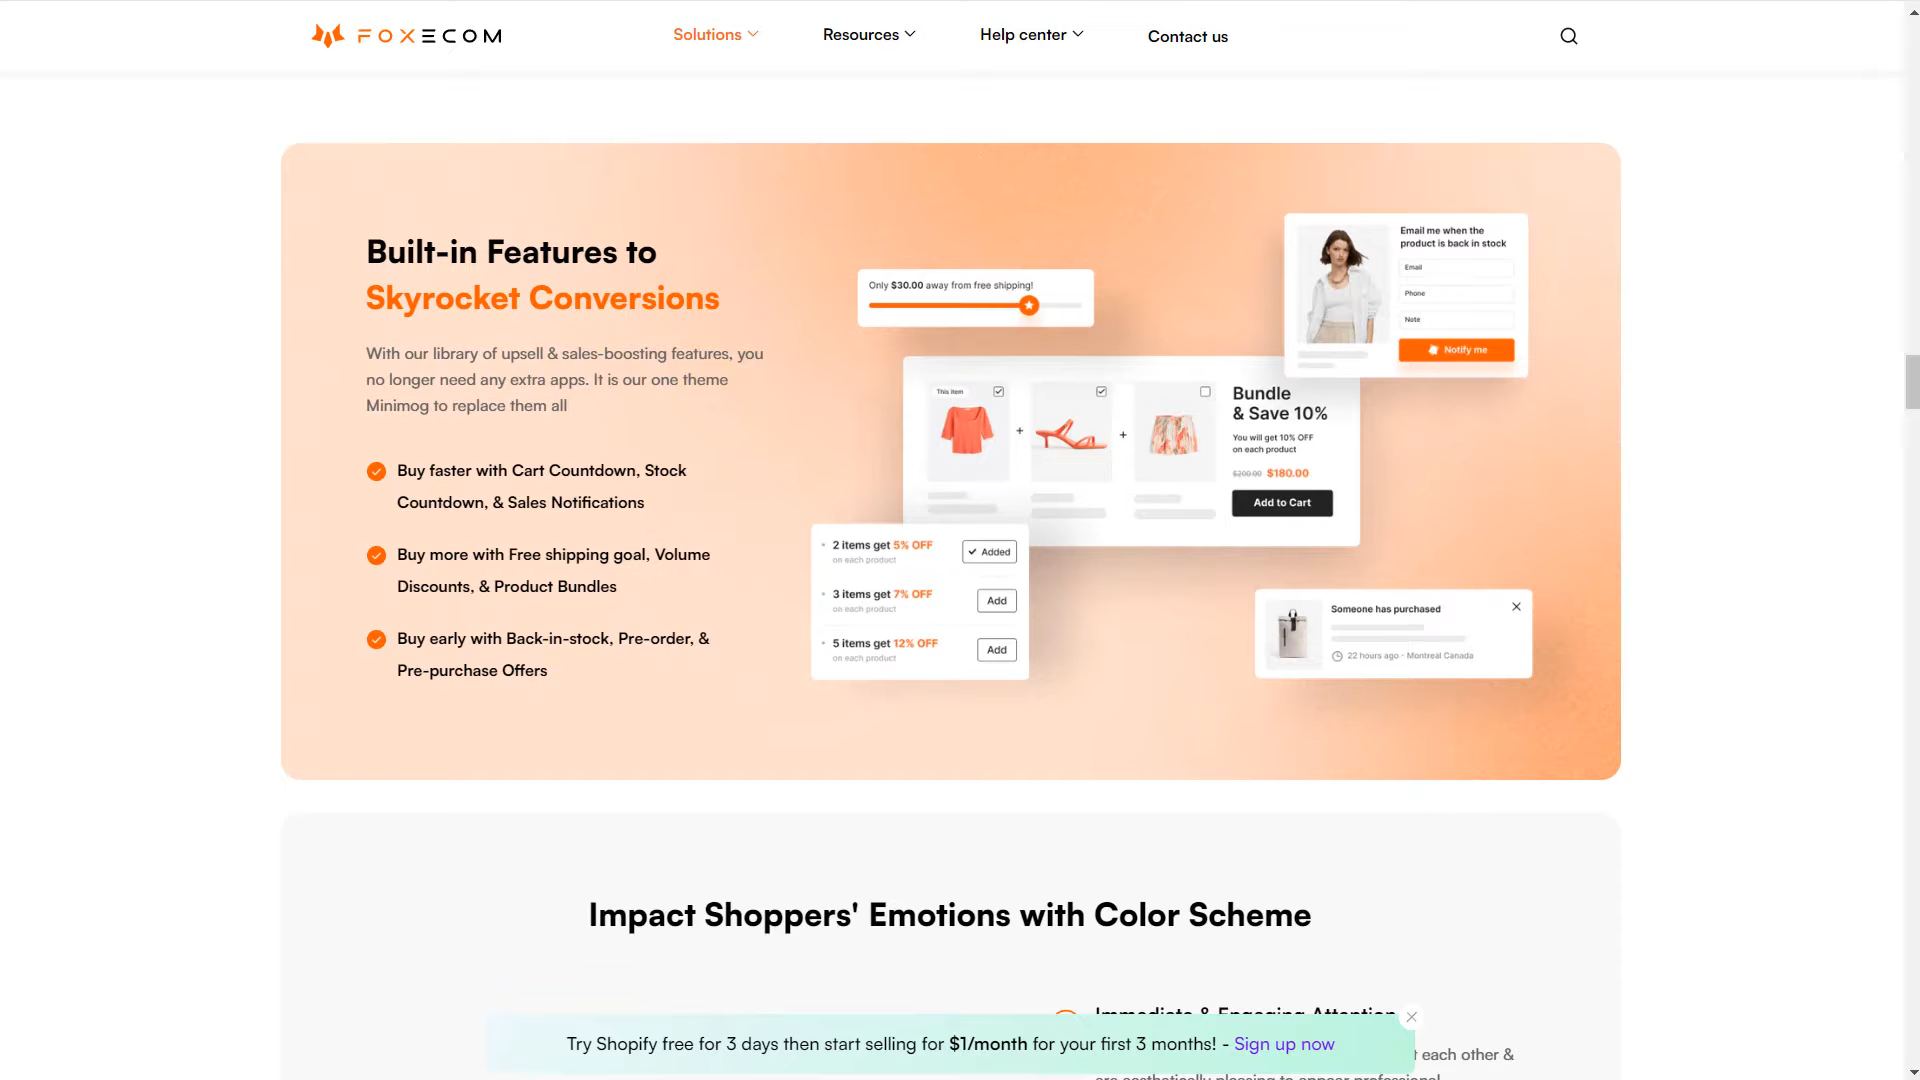 FOXECOM
Solutions
Resources
Help center
Contact us
Built-in Features to
Skyrocket Conversions
With our library of upsell & sales-boosting features, you
no longer need any extra apps. It is our one theme
Minimog to replace them all
Buy faster with Cart Countdown, Stock
Countdown, & Sales Notifications
Buy more with Free shipping goal, Volume
Discounts, & Product Bundles
Buy early with Back-in-stock, Pre-order, &
Pre-purchase Offers
Only $30.00 away from free shipping!
Email me when the
product is back in stock
Email
Phone
Note
Notify me
This item
+
+
Bundle
& Save 10%
You will get 10% OFF
on each product
$200.00 $180.00
Add to Cart
2 items get 5% OFF
on each product
Added
3 items get 7% OFF
on each product
Add
5 items get 12% OFF
on each product
Add
Someone has purchased
22 hours ago - Montreal Canada
Impact Shoppers' Emotions with Color Scheme
Immediate & Engaging Attention
each other &
are aesthetically pleasing to appear professional
Try Shopify free for 3 days then start selling for $1/month for your first 3 months! - Sign up now